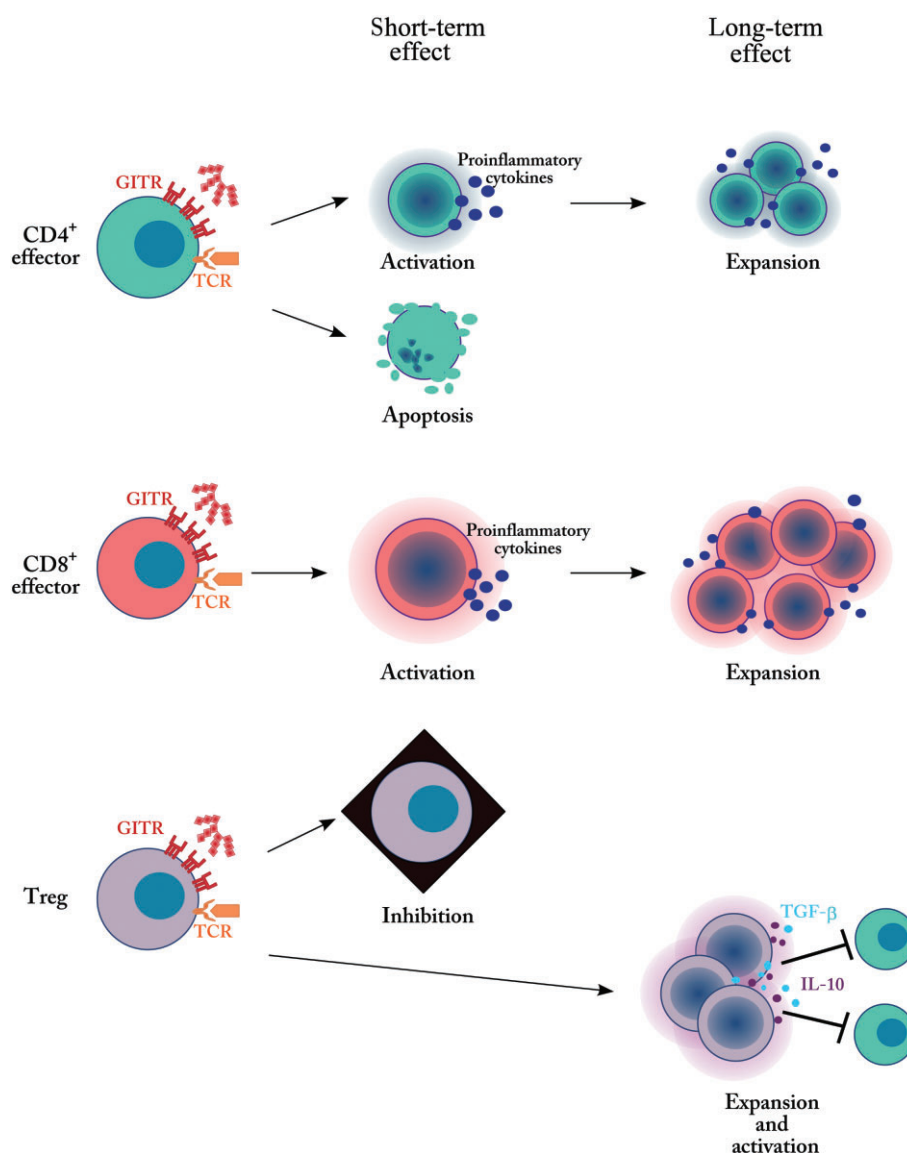 Short-term
effect
Long-term
effect
GITR
CD4+
effector
TCR
Proinflammatory
cytokines
Activation
Expansion
Apoptosis
GITR
CD8+
effector
TCR
Proinflammatory
cytokines
Activation
Expansion
GITR
Treg
TCR
Inhibition
TGF-β
IL-10
Expansion
and
activation